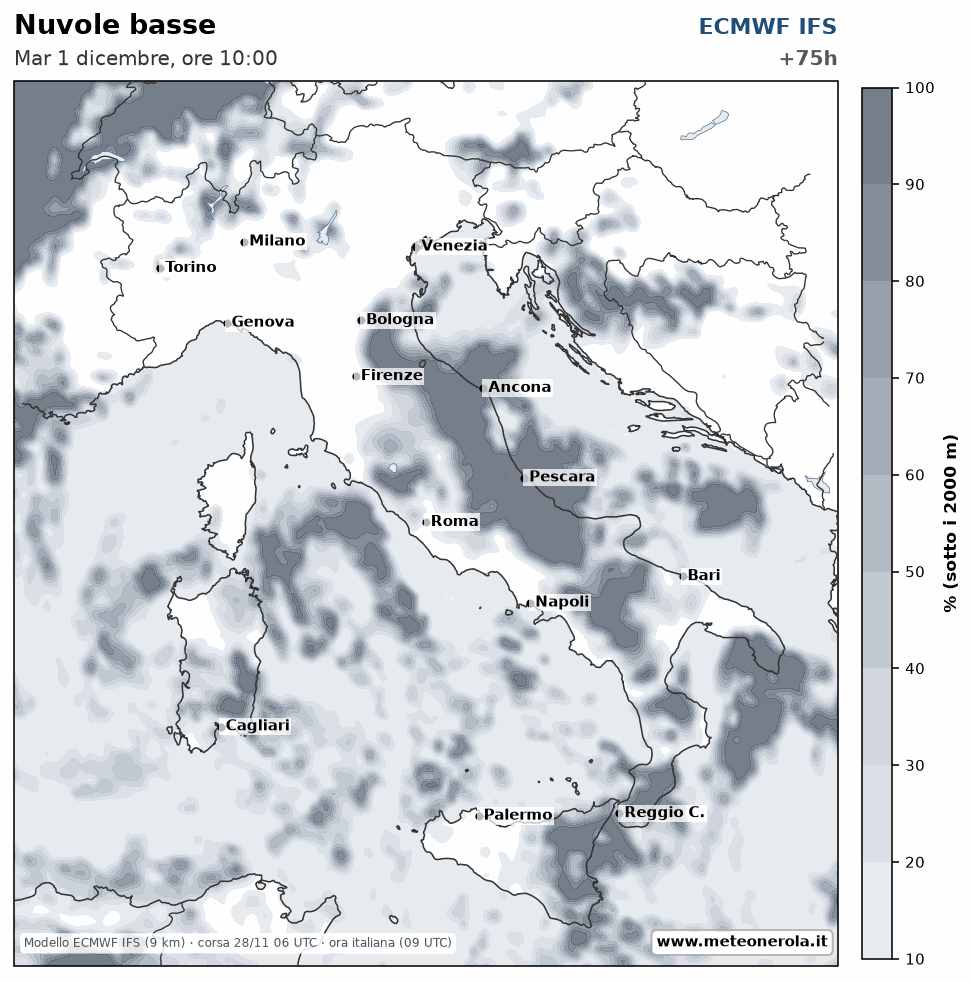 Nuvole basse
ECMWF IFS
Mar 1 dicembre, ore 10:00
+75h
Milano
Venezia
Torino
Genova
Bologna
Firenze
Ancona
Pescara
Roma
Bari
Napoli
Cagliari
Palermo
Reggio C.
Modello ECMWF IFS (9 km) · corsa 28/11 06 UTC · ora italiana (09 UTC)
www.meteonerola.it
100
90
80
70
60
50
40
30
20
10
% (sotto i 2000 m)